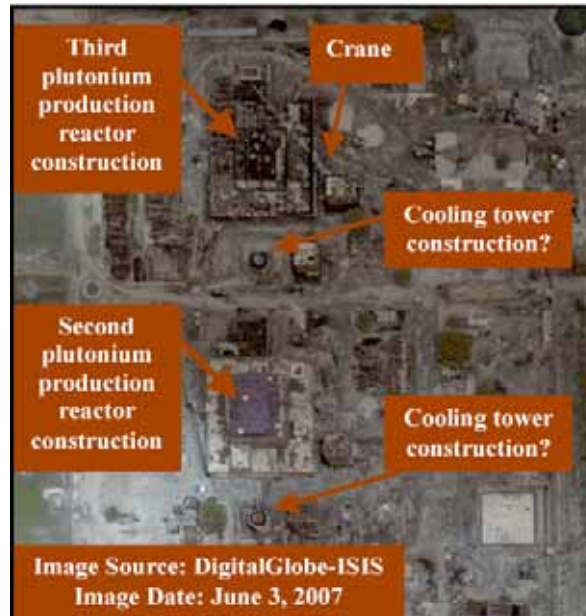 Third
plutonium
production
reactor
construction
Crane
Cooling tower
construction?
Second
plutonium
production
reactor
construction
Cooling tower
construction?
Image Source: DigitalGlobe-ISIS
Image Date: June 3, 2007